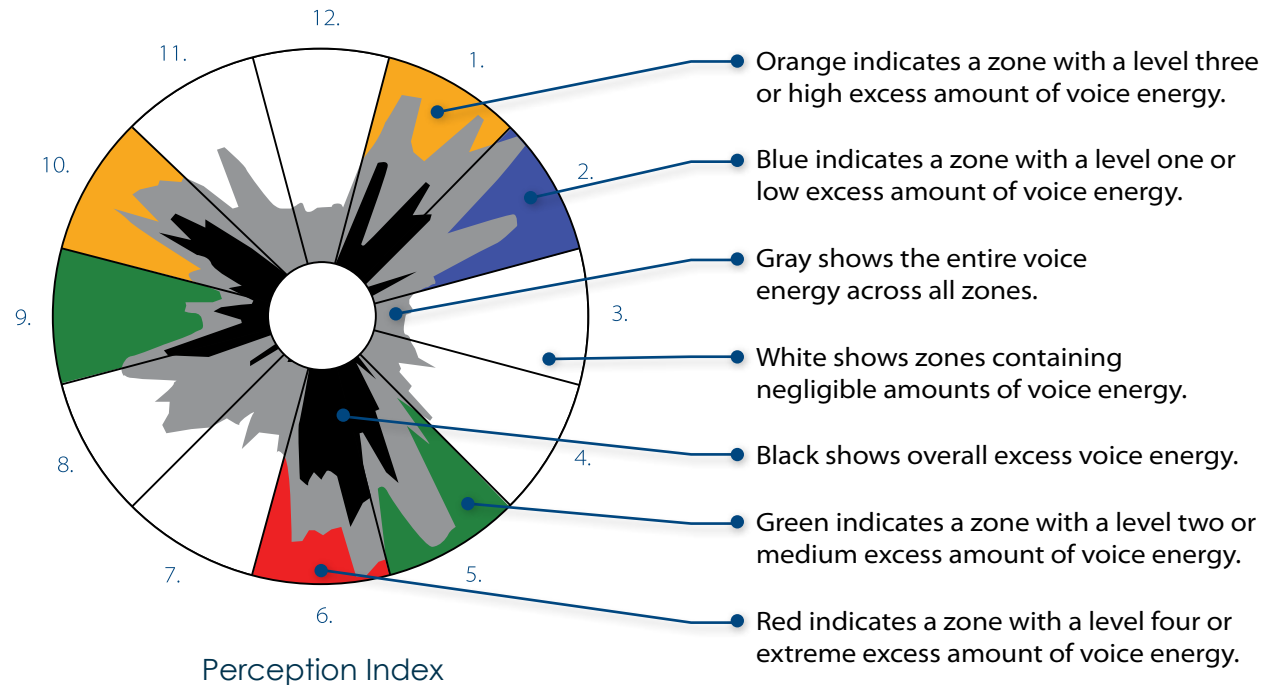 12.
11.
1.
10.
2.
9.
3.
8.
4.
7.
5.
6.
Perception Index
Orange indicates a zone with a level three
or high excess amount of voice energy.
Blue indicates a zone with a level one or
low excess amount of voice energy.
Gray shows the entire voice
energy across all zones.
White shows zones containing
negligible amounts of voice energy.
Black shows overall excess voice energy.
Green indicates a zone with a level two or
medium excess amount of voice energy.
Red indicates a zone with a level four or
extreme excess amount of voice energy.